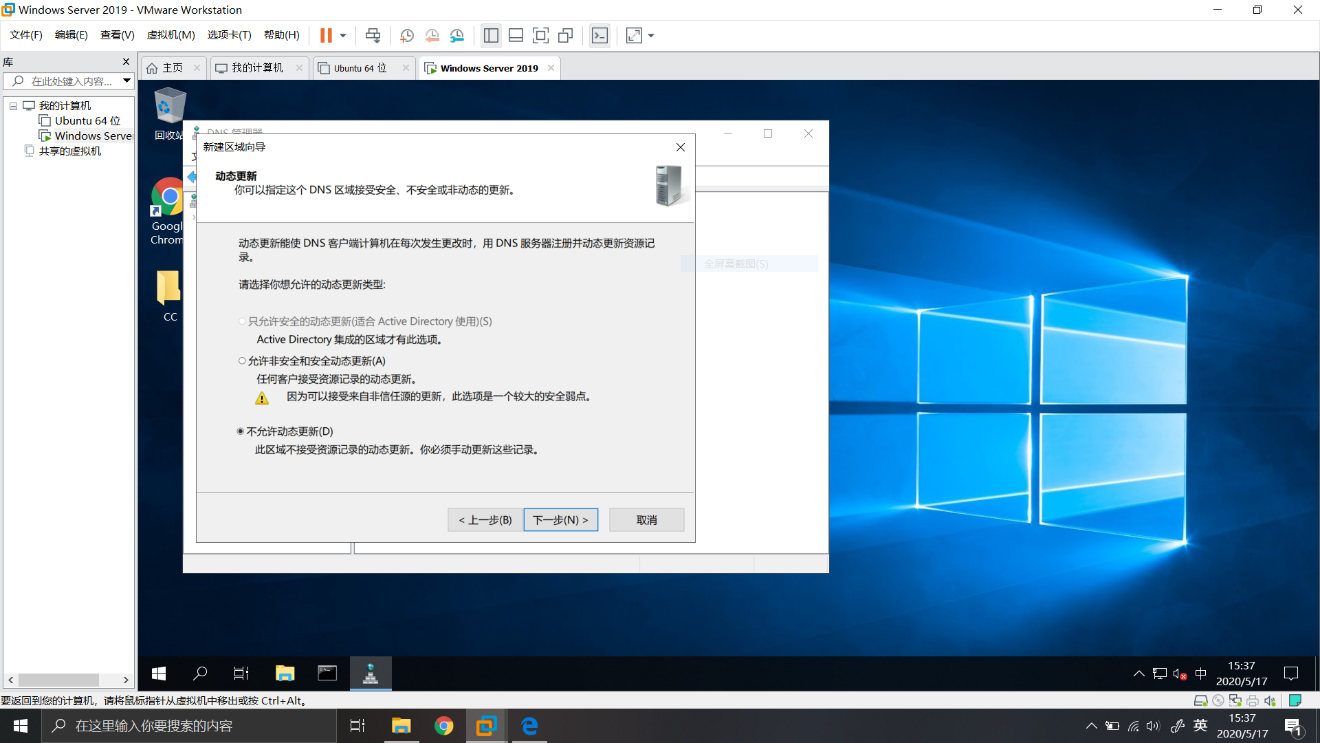 Windows Server 2019 - VMware Workstation
文件(F) 编辑(E) 查看(V) 虚拟机(M) 选项卡(T) 帮助(H)
库
在此处键入内容...
主页 我的计算机 Ubuntu 64 位 Windows Server 2019
我的计算机
Ubuntu 64 位
Windows Serve
共享的虚拟机
回收站
Googl
Chrom
CC
DNS 管理器
新建区域向导
动态更新
你可以指定这个 DNS 区域接受安全、不安全或非动态的更新。
动态更新能使 DNS 客户端计算机在每次发生更改时，用 DNS 服务器注册并动态更新资源记
录。
全屏幕截图(S)
请选择你想允许的动态更新类型:
只允许安全的动态更新(适合 Active Directory 使用)(S)
Active Directory 集成的区域才有此选项。
允许非安全和安全动态更新(A)
任何客户接受资源记录的动态更新。
因为可以接受来自非信任源的更新，此选项是一个较大的安全弱点。
不允许动态更新(D)
此区域不接受资源记录的动态更新。你必须手动更新这些记录。
< 上一步(B) 下一步(N) > 取消
中
15:37
2020/5/17
要返回到您的计算机，请将鼠标指针从虚拟机中移出或按 Ctrl+Alt。
在这里输入你要搜索的内容
英
15:37
2020/5/17
1